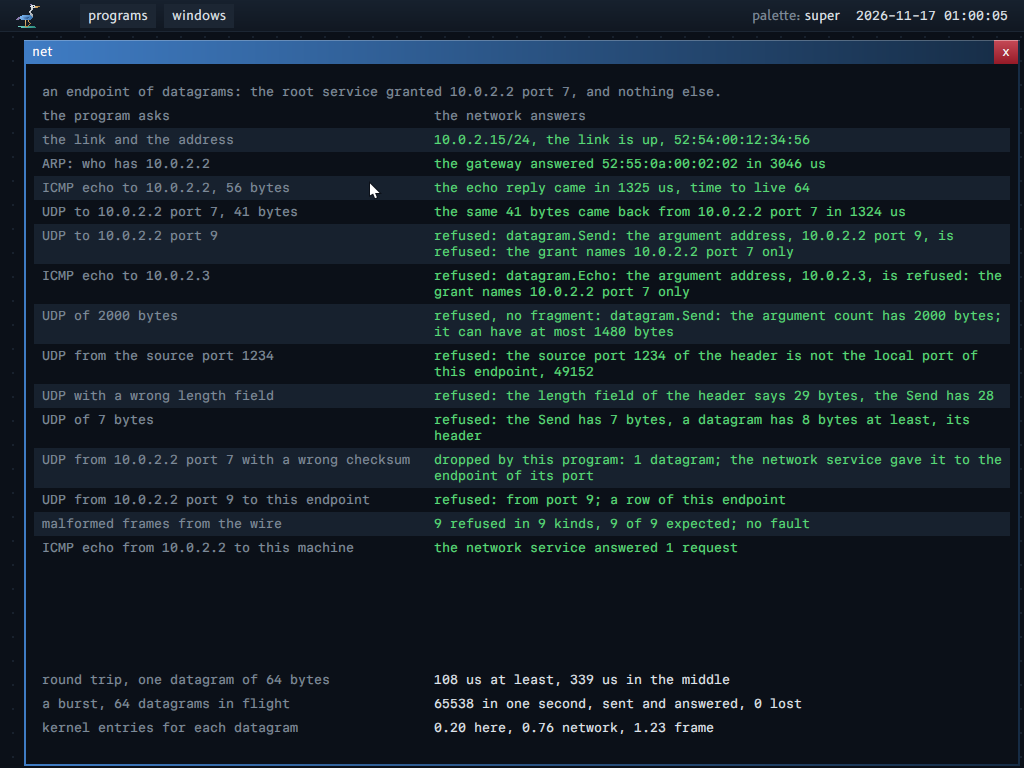 programs windows palette: super 2026-11-17 01:00:05
net x
an endpoint of datagrams: the root service granted 10.0.2.2 port 7, and nothing else.
the program asks the network answers
the link and the address 10.0.2.15/24, the link is up, 52:54:00:12:34:56
ARP: who has 10.0.2.2 the gateway answered 52:55:0a:00:02:02 in 3046 us
ICMP echo to 10.0.2.2, 56 bytes the echo reply came in 1325 us, time to live 64
UDP to 10.0.2.2 port 7, 41 bytes the same 41 bytes came back from 10.0.2.2 port 7 in 1324 us
UDP to 10.0.2.2 port 9 refused: datagram.Send: the argument address, 10.0.2.2 port 9, is
refused: the grant names 10.0.2.2 port 7 only
ICMP echo to 10.0.2.3 refused: datagram.Echo: the argument address, 10.0.2.3, is refused: the
grant names 10.0.2.2 port 7 only
UDP of 2000 bytes refused, no fragment: datagram.Send: the argument count has 2000 bytes;
it can have at most 1480 bytes
UDP from the source port 1234 refused: the source port 1234 of the header is not the local port of
this endpoint, 49152
UDP with a wrong length field refused: the length field of the header says 29 bytes, the Send has 28
UDP of 7 bytes refused: the Send has 7 bytes, a datagram has 8 bytes at least, its
header
UDP from 10.0.2.2 port 7 with a wrong checksum dropped by this program: 1 datagram; the network service gave it to the
endpoint of its port
UDP from 10.0.2.2 port 9 to this endpoint refused: from port 9; a row of this endpoint
malformed frames from the wire 9 refused in 9 kinds, 9 of 9 expected; no fault
ICMP echo from 10.0.2.2 to this machine the network service answered 1 request
round trip, one datagram of 64 bytes 108 us at least, 339 us in the middle
a burst, 64 datagrams in flight 65538 in one second, sent and answered, 0 lost
kernel entries for each datagram 0.20 here, 0.76 network, 1.23 frame